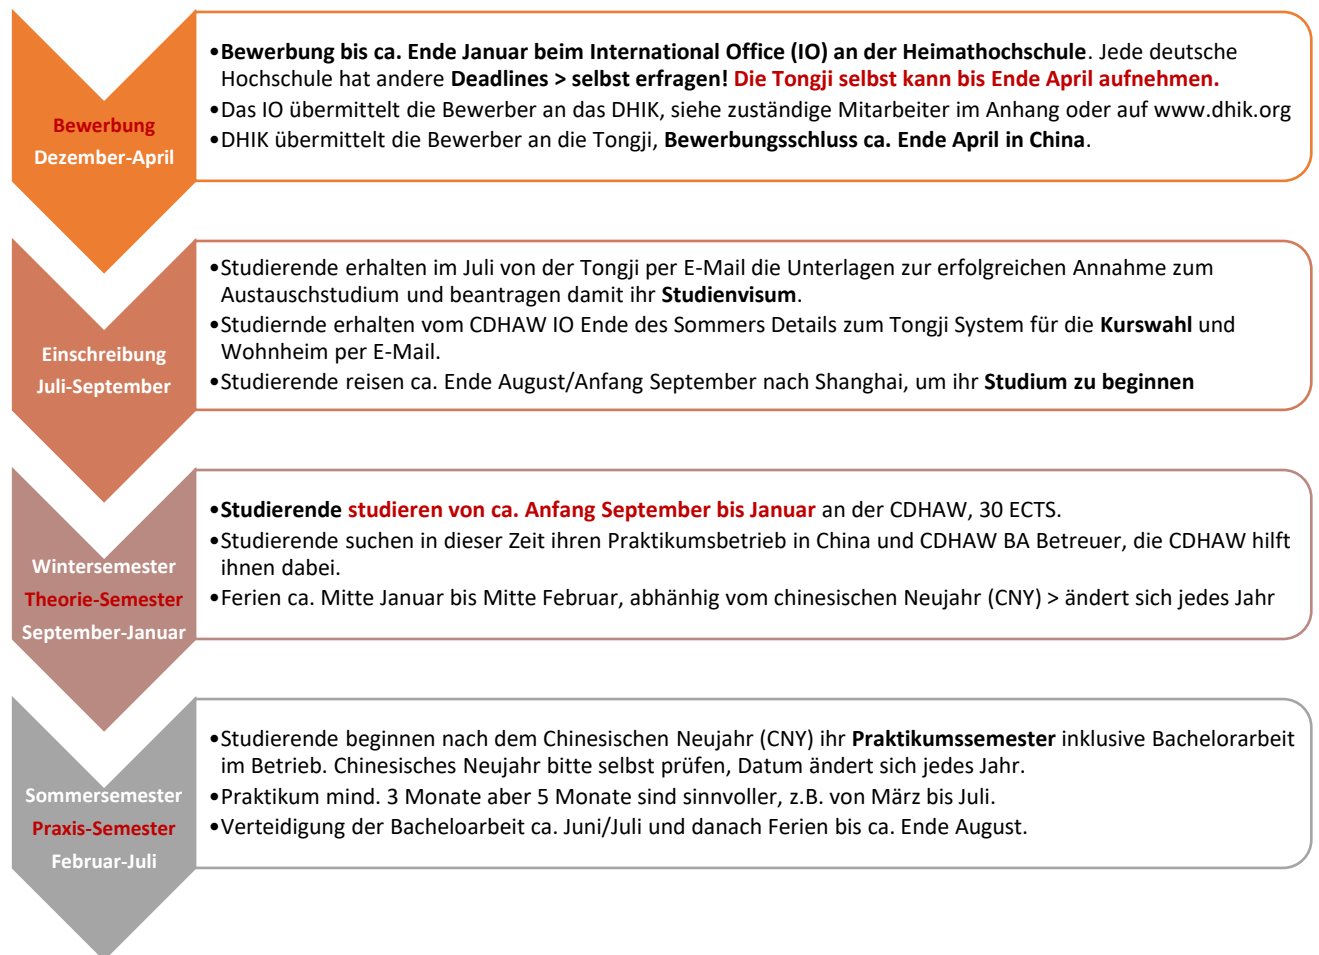 Bewerbung
Dezember-April
•Bewerbung bis ca. Ende Januar beim International Office (IO) an der Heimathochschule. Jede deutsche
Hochschule hat andere Deadlines > selbst erfragen! Die Tongji selbst kann bis Ende April aufnehmen.
•Das IO übermittelt die Bewerber an das DHIK, siehe zuständige Mitarbeiter im Anhang oder auf www.dhik.org
•DHIK übermittelt die Bewerber an die Tongji, Bewerbungsschluss ca. Ende April in China.
Einschreibung
Juli-September
•Studierende erhalten im Juli von der Tongji per E-Mail die Unterlagen zur erfolgreichen Annahme zum
Austauschstudium und beantragen damit ihr Studienvisum.
•Studiernde erhalten vom CDHAW IO Ende des Sommers Details zum Tongji System für die Kurswahl und
Wohnheim per E-Mail.
•Studierende reisen ca. Ende August/Anfang September nach Shanghai, um ihr Studium zu beginnen
Wintersemester
Theorie-Semester
September-Januar
•Studierende studieren von ca. Anfang September bis Januar an der CDHAW, 30 ECTS.
•Studierende suchen in dieser Zeit ihren Praktikumsbetrieb in China und CDHAW BA Betreuer, die CDHAW hilft
ihnen dabei.
•Ferien ca. Mitte Januar bis Mitte Februar, abhänhig vom chinesischen Neujahr (CNY) > ändert sich jedes Jahr
Sommersemester
Praxis-Semester
Februar-Juli
•Studierende beginnen nach dem Chinesischen Neujahr (CNY) ihr Praktikumssemester inklusive Bachelorarbeit
im Betrieb. Chinesisches Neujahr bitte selbst prüfen, Datum ändert sich jedes Jahr.
•Praktikum mind. 3 Monate aber 5 Monate sind sinnvoller, z.B. von März bis Juli.
•Verteidigung der Bacheloarbeit ca. Juni/Juli und danach Ferien bis ca. Ende August.